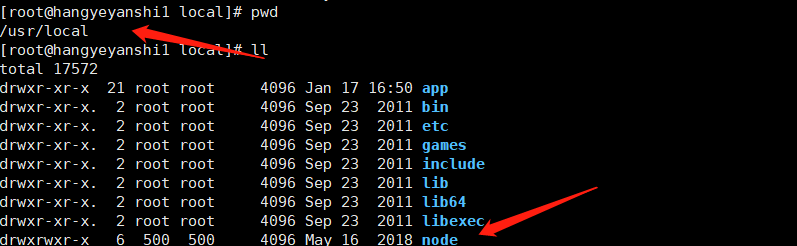 [root@hangyeyanshi1 local]# pwd
/usr/local
[root@hangyeyanshi1 local]# ll
total 17572
drwxr-xr-x  21 root root     4096 Jan 17 16:50 app
drwxr-xr-x.  2 root root     4096 Sep 23  2011 bin
drwxr-xr-x.  2 root root     4096 Sep 23  2011 etc
drwxr-xr-x.  2 root root     4096 Sep 23  2011 games
drwxr-xr-x.  2 root root     4096 Sep 23  2011 include
drwxr-xr-x.  2 root root     4096 Sep 23  2011 lib
drwxr-xr-x.  2 root root     4096 Sep 23  2011 lib64
drwxr-xr-x.  2 root root     4096 Sep 23  2011 libexec
drwxrwxr-x   6  500  500     4096 May 16  2018 node